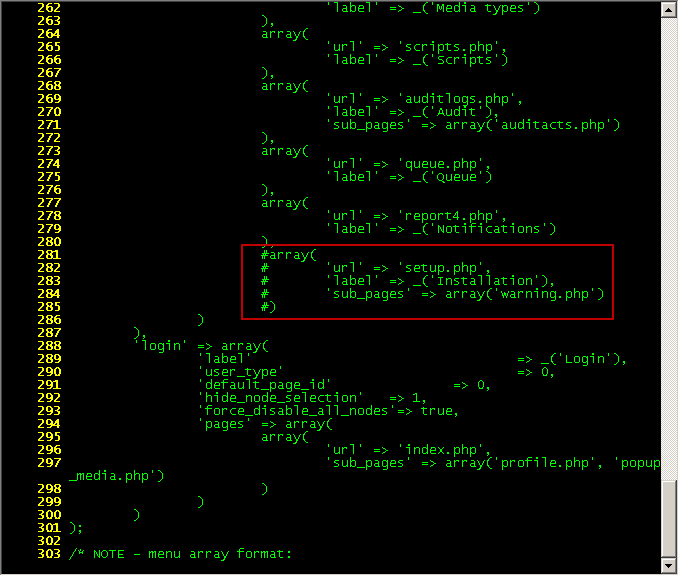 262                                 'label' => _('Media types')
263                         ),
264                         array(
265                                 'url' => 'scripts.php',
266                                 'label' => _('Scripts')
267                         ),
268                         array(
269                                 'url' => 'auditlogs.php',
270                                 'label' => _('Audit'),
271                                 'sub_pages' => array('auditacts.php')
272                         ),
273                         array(
274                                 'url' => 'queue.php',
275                                 'label' => _('Queue')
276                         ),
277                         array(
278                                 'url' => 'report4.php',
279                                 'label' => _('Notifications')
280                         ),
281                         #array(
282                         #       'url' => 'setup.php',
283                         #       'label' => _('Installation'),
284                         #       'sub_pages' => array('warning.php')
285                         #)
286                 )
287         ),
288         'login' => array(
289                 'label'                                 => _('Login'),
290                 'user_type'                             => 0,
291                 'default_page_id'               => 0,
292                 'hide_node_selection'   => 1,
293                 'force_disable_all_nodes'=> true,
294                 'pages' => array(
295                         array(
296                                 'url' => 'index.php',
297                                 'sub_pages' => array('profile.php', 'popup
_media.php')
298                         )
299                 )
300         )
301 );
302
303 /* NOTE - menu array format: